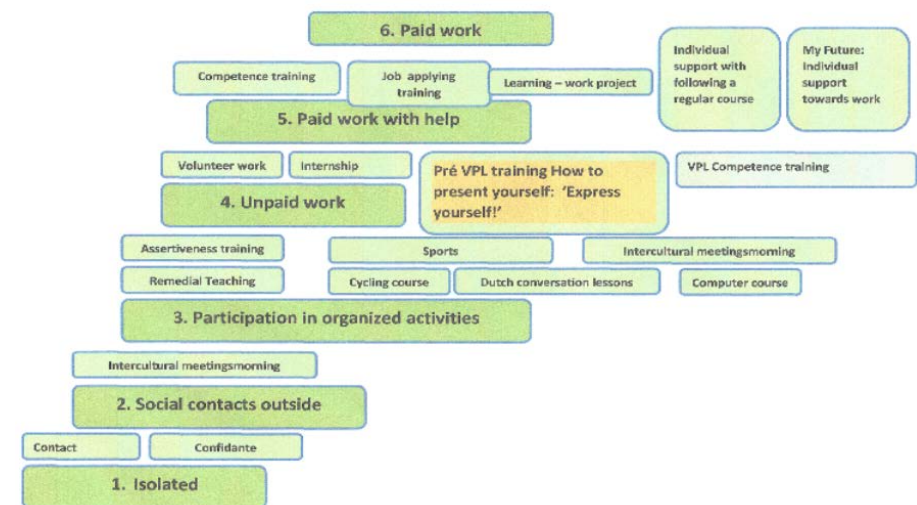 6. Paid work
Competence training
Job applying
training
Learning – work project
Individual
support with
following a
regular course
My Future:
Individual
support
towards work
5. Paid work with help
Volunteer work
Internship
Pré VPL training How to
present yourself: ‘Express
yourself!’
VPL Competence training
4. Unpaid work
Assertiveness training
Sports
Intercultural meetingsmorning
Remedial Teaching
Cycling course
Dutch conversation lessons
Computer course
3. Participation in organized activities
Intercultural meetingsmorning
2. Social contacts outside
Contact
Confidante
1. Isolated